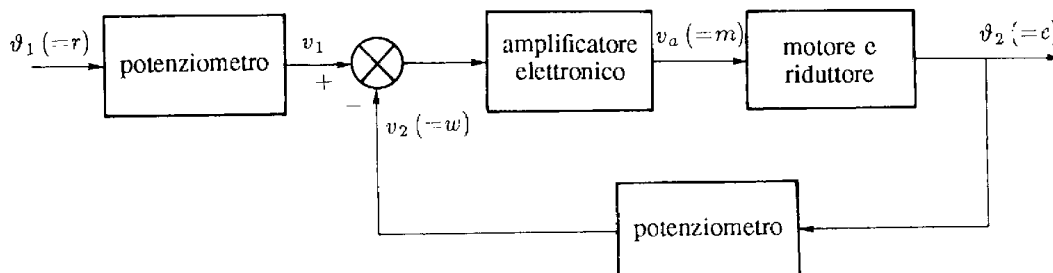 ϑ₁ (=r)
potenziometro
v₁
+
−
amplificatore
elettronico
vₐ (=m)
motore e
riduttore
ϑ₂ (=c)
v₂ (=w)
potenziometro